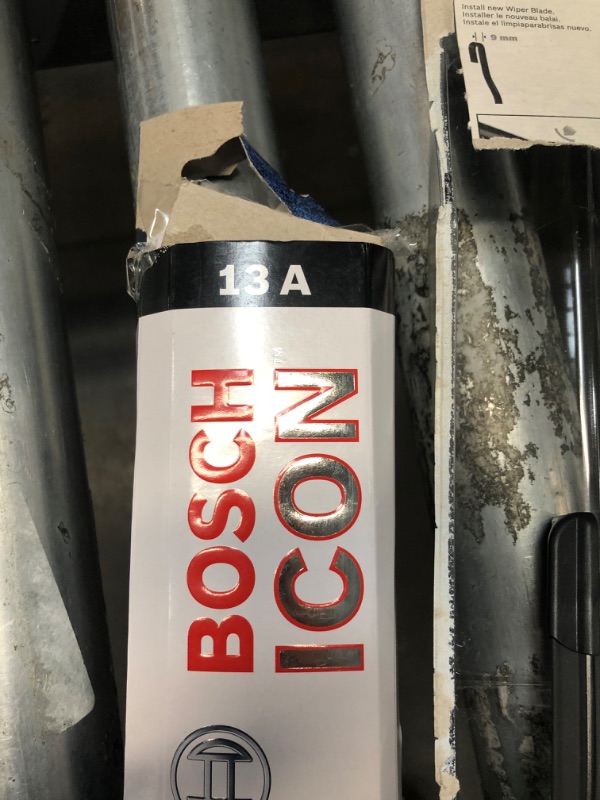 Install new Wiper Blade.
Installer le nouveau balai.
Instale el limpiaparabrisas nuevo.
9 mm
13 A
BOSCH
ICON